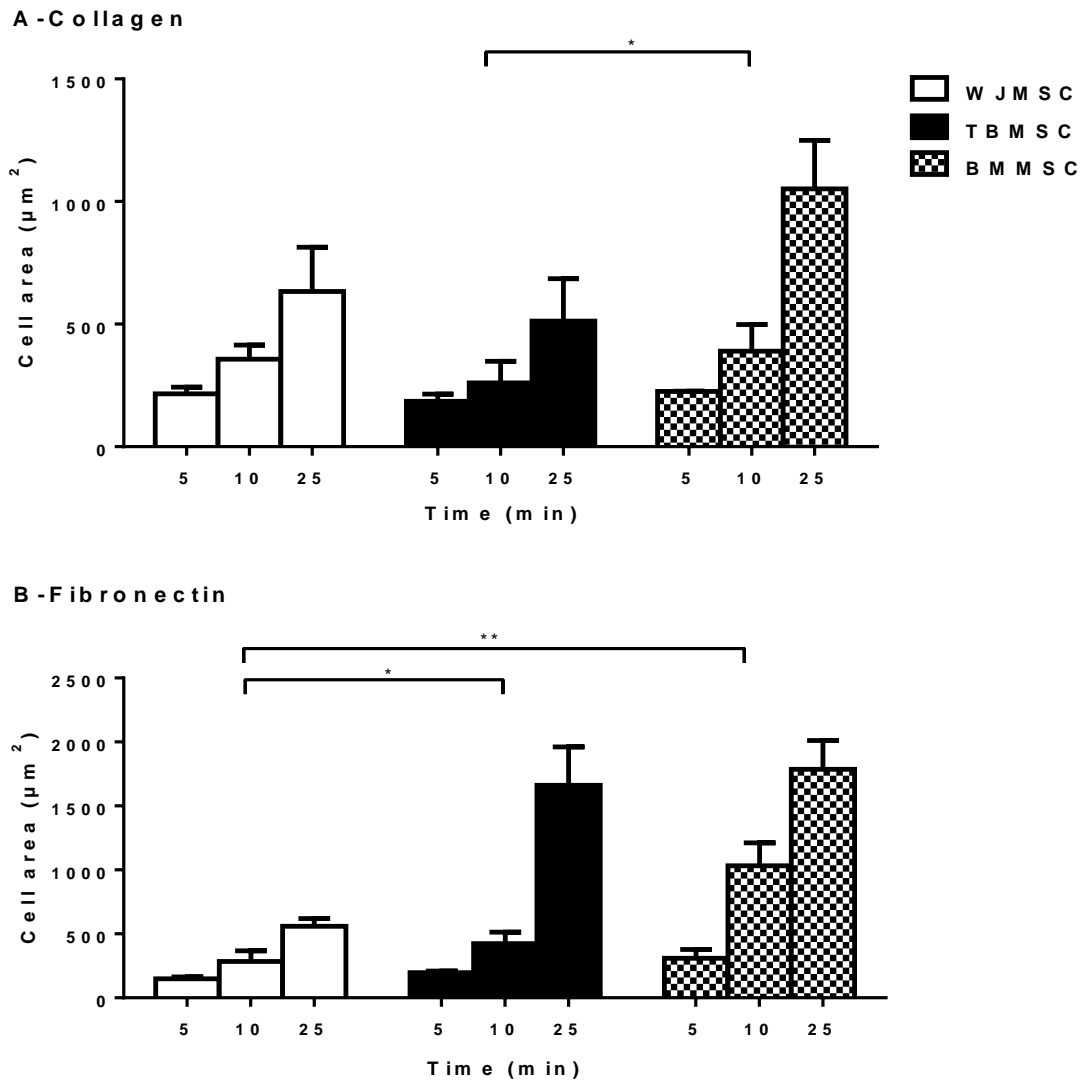 A-Collagen
*
1500
1000
500
0
Cell area (µm²)
5 10 25 5 10 25 5 10 25
Time (min)
WJMSC
TBMSC
BMMSC
B-Fibronectin
**
*
2500
2000
1500
1000
500
0
Cell area (µm²)
5 10 25 5 10 25 5 10 25
Time (min)